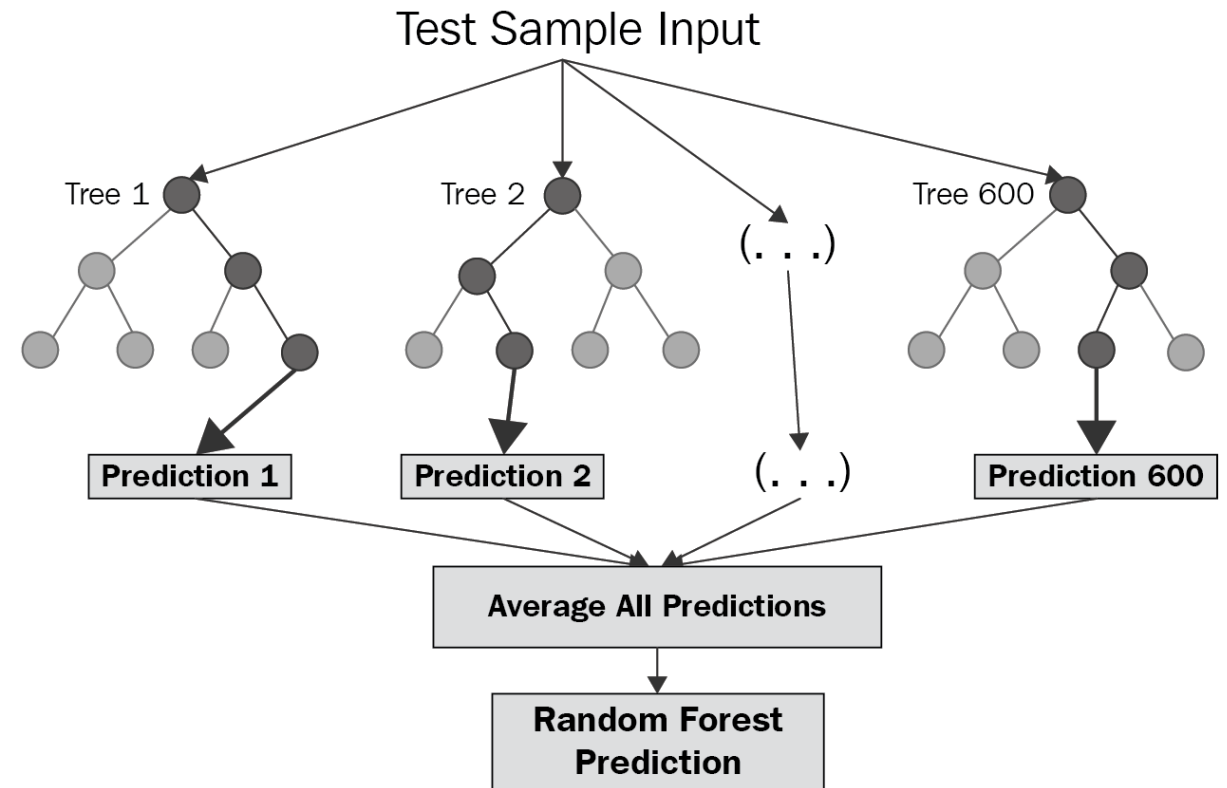 Test Sample Input
Tree 1
Tree 2
Tree 600
(. . .)
Prediction 1
Prediction 2
(. . .)
Prediction 600
Average All Predictions
Random Forest
Prediction